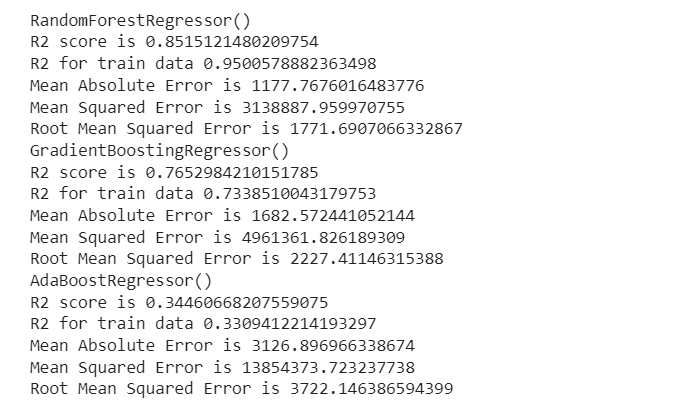 RandomForestRegressor()
R2 score is 0.8515121480209754
R2 for train data 0.9500578882363498
Mean Absolute Error is 1177.7676016483776
Mean Squared Error is 3138887.959970755
Root Mean Squared Error is 1771.6907066332867
GradientBoostingRegressor()
R2 score is 0.7652984210151785
R2 for train data 0.7338510043179753
Mean Absolute Error is 1682.572441052144
Mean Squared Error is 4961361.826189309
Root Mean Squared Error is 2227.41146315388
AdaBoostRegressor()
R2 score is 0.34460668207559075
R2 for train data 0.3309412214193297
Mean Absolute Error is 3126.896966338674
Mean Squared Error is 13854373.723237738
Root Mean Squared Error is 3722.146386594399